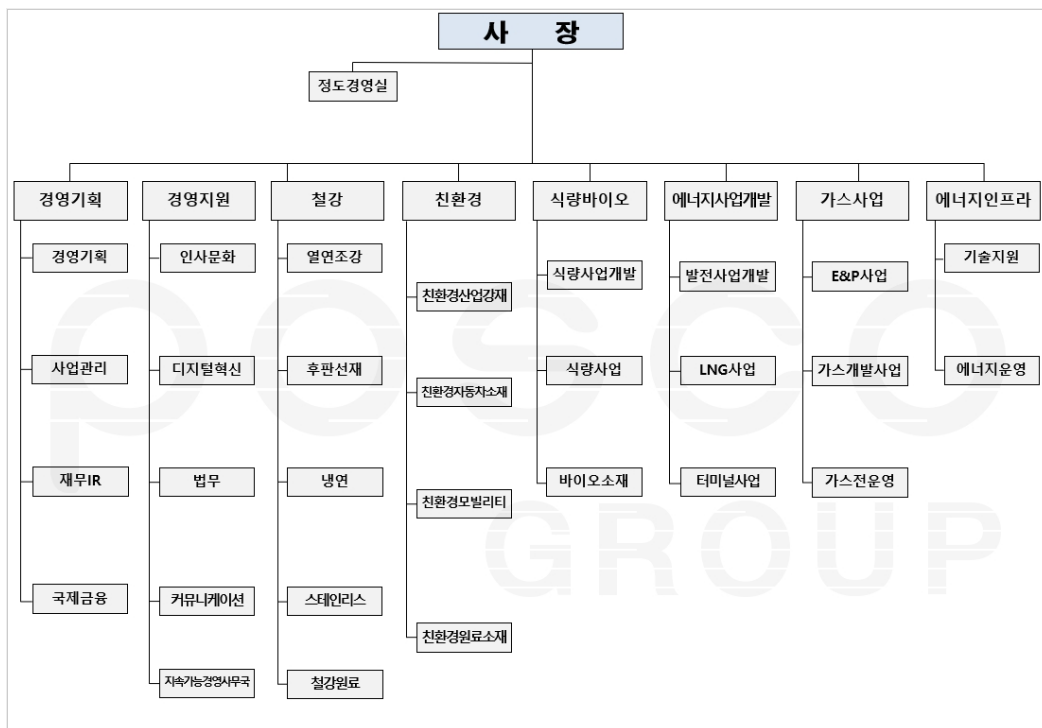 사 장
정도경영실
경영기획
경영지원
철강
친환경
식량바이오
에너지사업개발
가스사업
에너지인프라
경영기획
사업관리
재무IR
국제금융
인사문화
디지털혁신
법무
커뮤니케이션
지속가능경영사무국
열연조강
후판선재
냉연
스테인리스
철강원료
친환경산업강재
친환경자동차소재
친환경모빌리티
친환경원료소재
식량사업개발
식량사업
바이오소재
발전사업개발
LNG사업
터미널사업
E&P사업
가스개발사업
가스전운영
기술지원
에너지운영
posco
GROUP